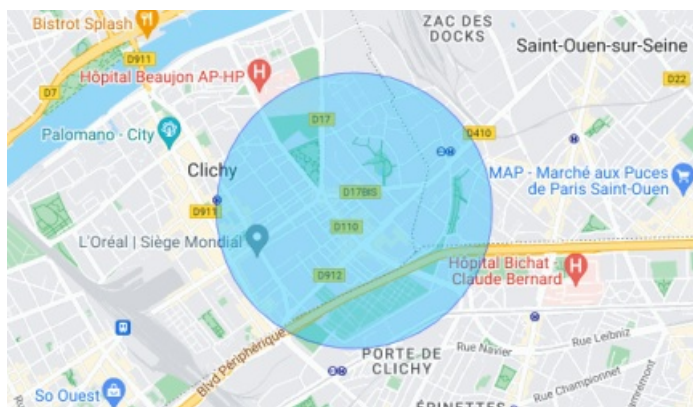 ZAC DES
DOCKS
Bistrot Splash
Saint-Ouen-sur-Seine
D911
Hôpital Beaujon AP-HP
D7
D22
D17
D410
Palomano - City
Clichy
MAP - Marché aux Puces
de Paris Saint-Ouen
D17BIS
D911
D110
L'Oréal | Siège Mondial
D912
Hôpital Bichat -
Claude Bernard
Blvd Périphérique
Rue Leibniz
Rue Navier
PORTE DE
CLICHY
Rue Championnet
So Ouest
ÉPINETTES